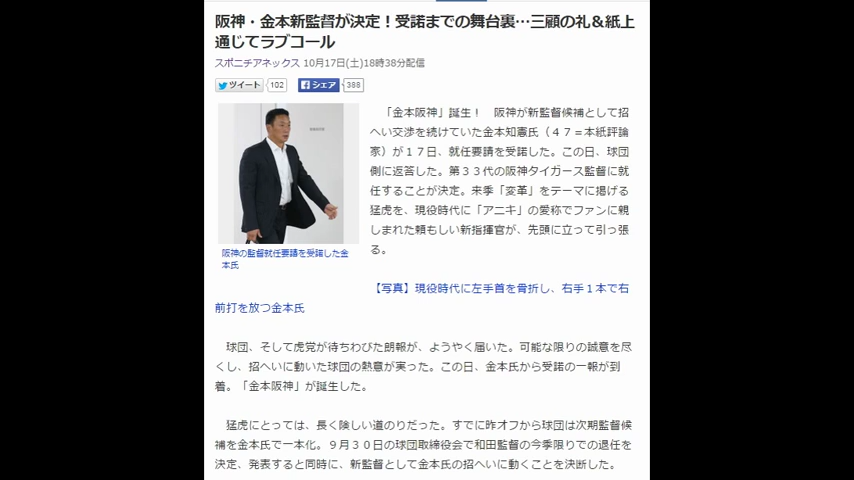 阪神・金本新監督が決定！受諾までの舞台裏…三顧の礼＆紙上
通じてラブコール
スポニチアネックス 10月17日(土)18時38分配信
ツイート 102 シェア 388
「金本阪神」誕生！　阪神が新監督候補として招
へい交渉を続けていた金本知憲氏（４７＝本紙評論
家）が１７日、就任要請を受諾した。この日、球団
側に返答した。第３３代の阪神タイガース監督に就
任することが決定。来季「変革」をテーマに掲げる
猛虎を、現役時代に「アニキ」の愛称でファンに親
しまれた頼もしい新指揮官が、先頭に立って引っ張
る。
阪神の監督就任要請を受諾した金
本氏
【写真】現役時代に左手首を骨折し、右手１本で右
前打を放つ金本氏
球団、そして虎党が待ちわびた朗報が、ようやく届いた。可能な限りの誠意を尽
くし、招へいに動いた球団の熱意が実った。この日、金本氏から受諾の一報が到
着。「金本阪神」が誕生した。
猛虎にとっては、長く険しい道のりだった。すでに昨オフから球団は次期監督候
補を金本氏で一本化。９月３０日の球団取締役会で和田監督の今季限りでの退任を
決定、発表すると同時に、新監督として金本氏の招へいに動くことを決断した。